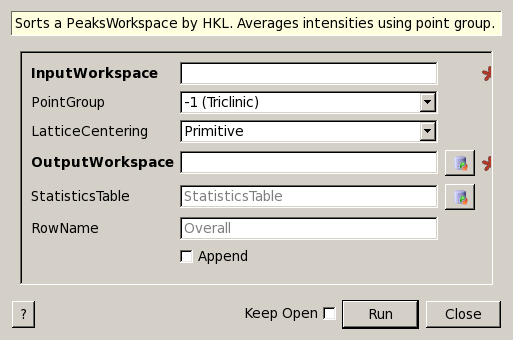 Sorts a PeaksWorkspace by HKL. Averages intensities using point group.
InputWorkspace
PointGroup -1 (Triclinic)
LatticeCentering Primitive
OutputWorkspace
StatisticsTable StatisticsTable
RowName Overall
Append
? Keep Open Run Close